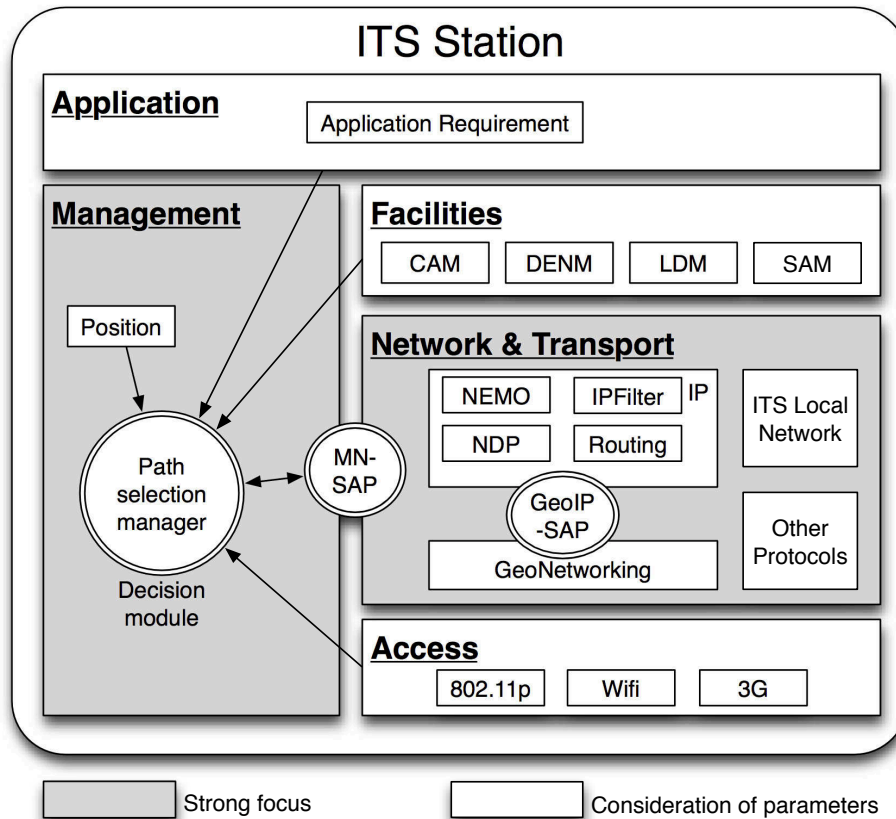 ITS Station
Application
Application Requirement
Management
Position
Path
selection
manager
Decision
module
MN-
SAP
Facilities
CAM
DENM
LDM
SAM
Network & Transport
NEMO
IPFilter
IP
NDP
Routing
GeoIP
-SAP
GeoNetworking
ITS Local
Network
Other
Protocols
Access
802.11p
Wifi
3G
Strong focus
Consideration of parameters